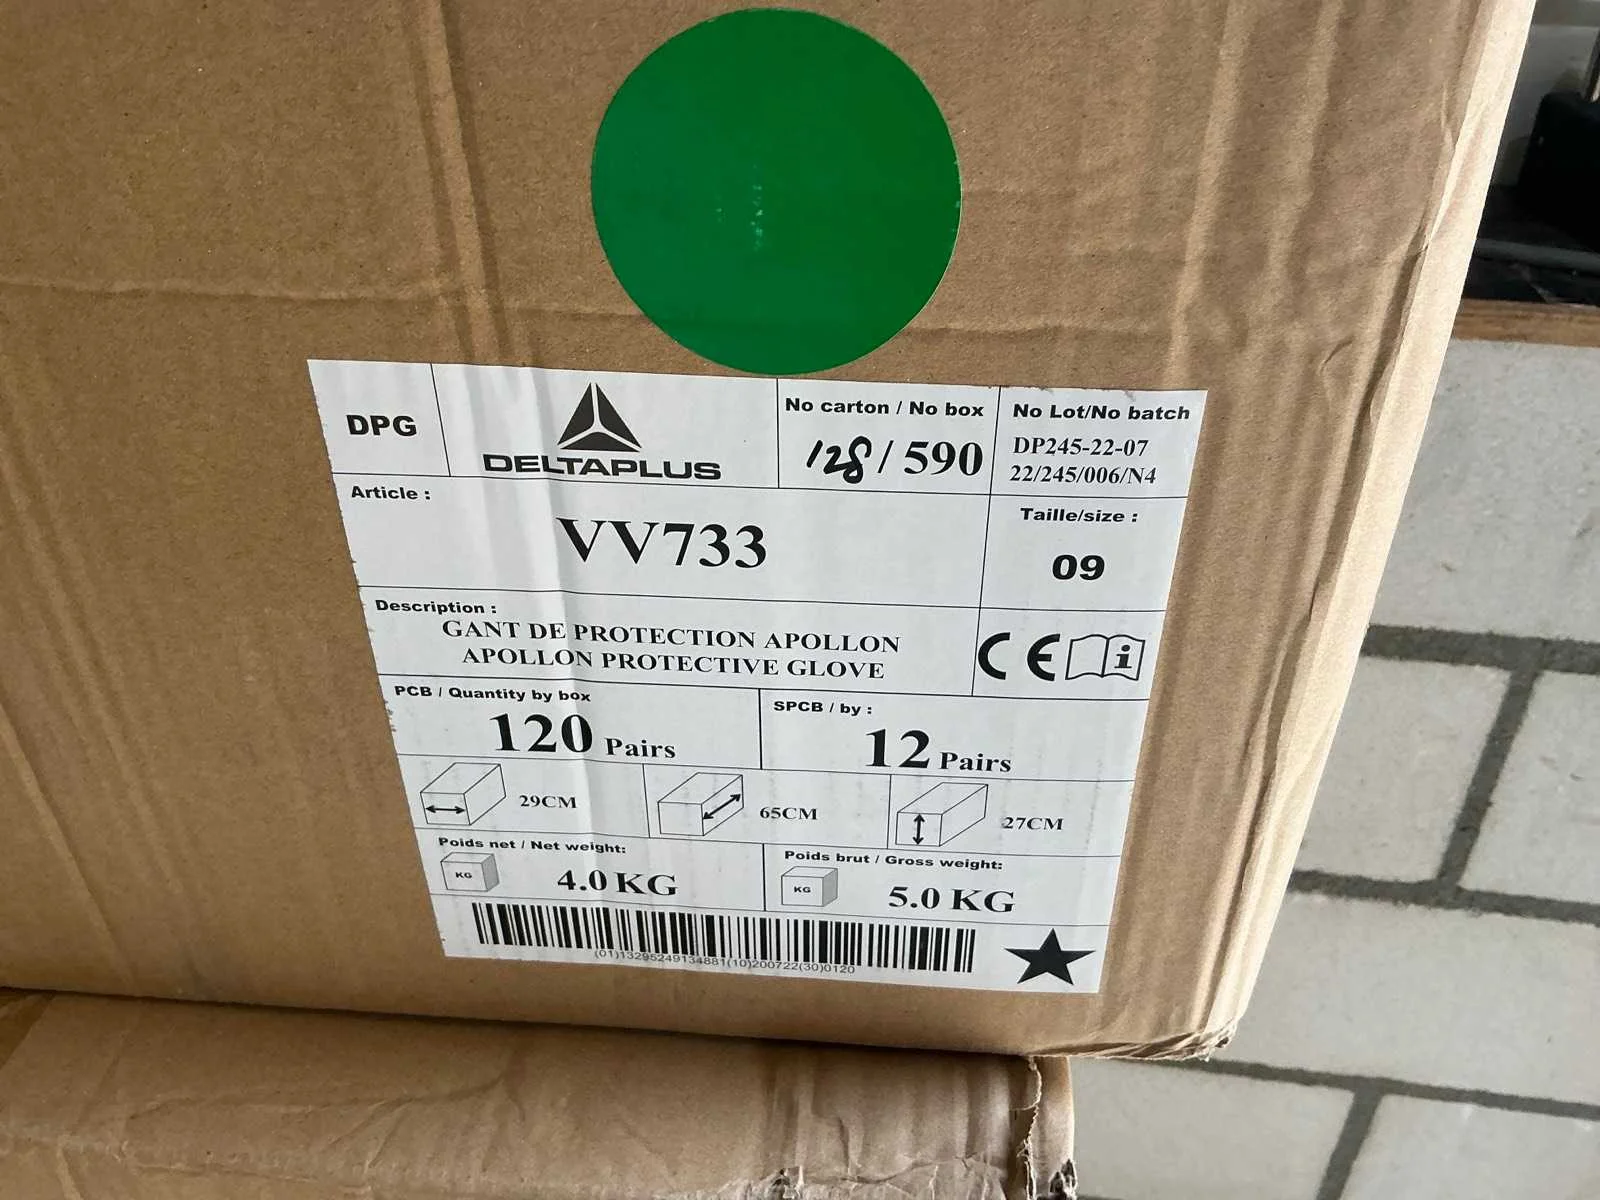 DPG
DELTAPLUS
No carton / No box
128 / 590
No Lot/No batch
DP245-22-07
22/245/006/N4
Article :
VV733
Taille/size :
09
Description :
GANT DE PROTECTION APOLLON
APOLLON PROTECTIVE GLOVE
CE i
PCB / Quantity by box
120 Pairs
SPCB / by :
12 Pairs
29CM
65CM
27CM
Poids net / Net weight:
KG 4.0 KG
Poids brut / Gross weight:
KG 5.0 KG
(01)13295249134881(10)200722(30)0120